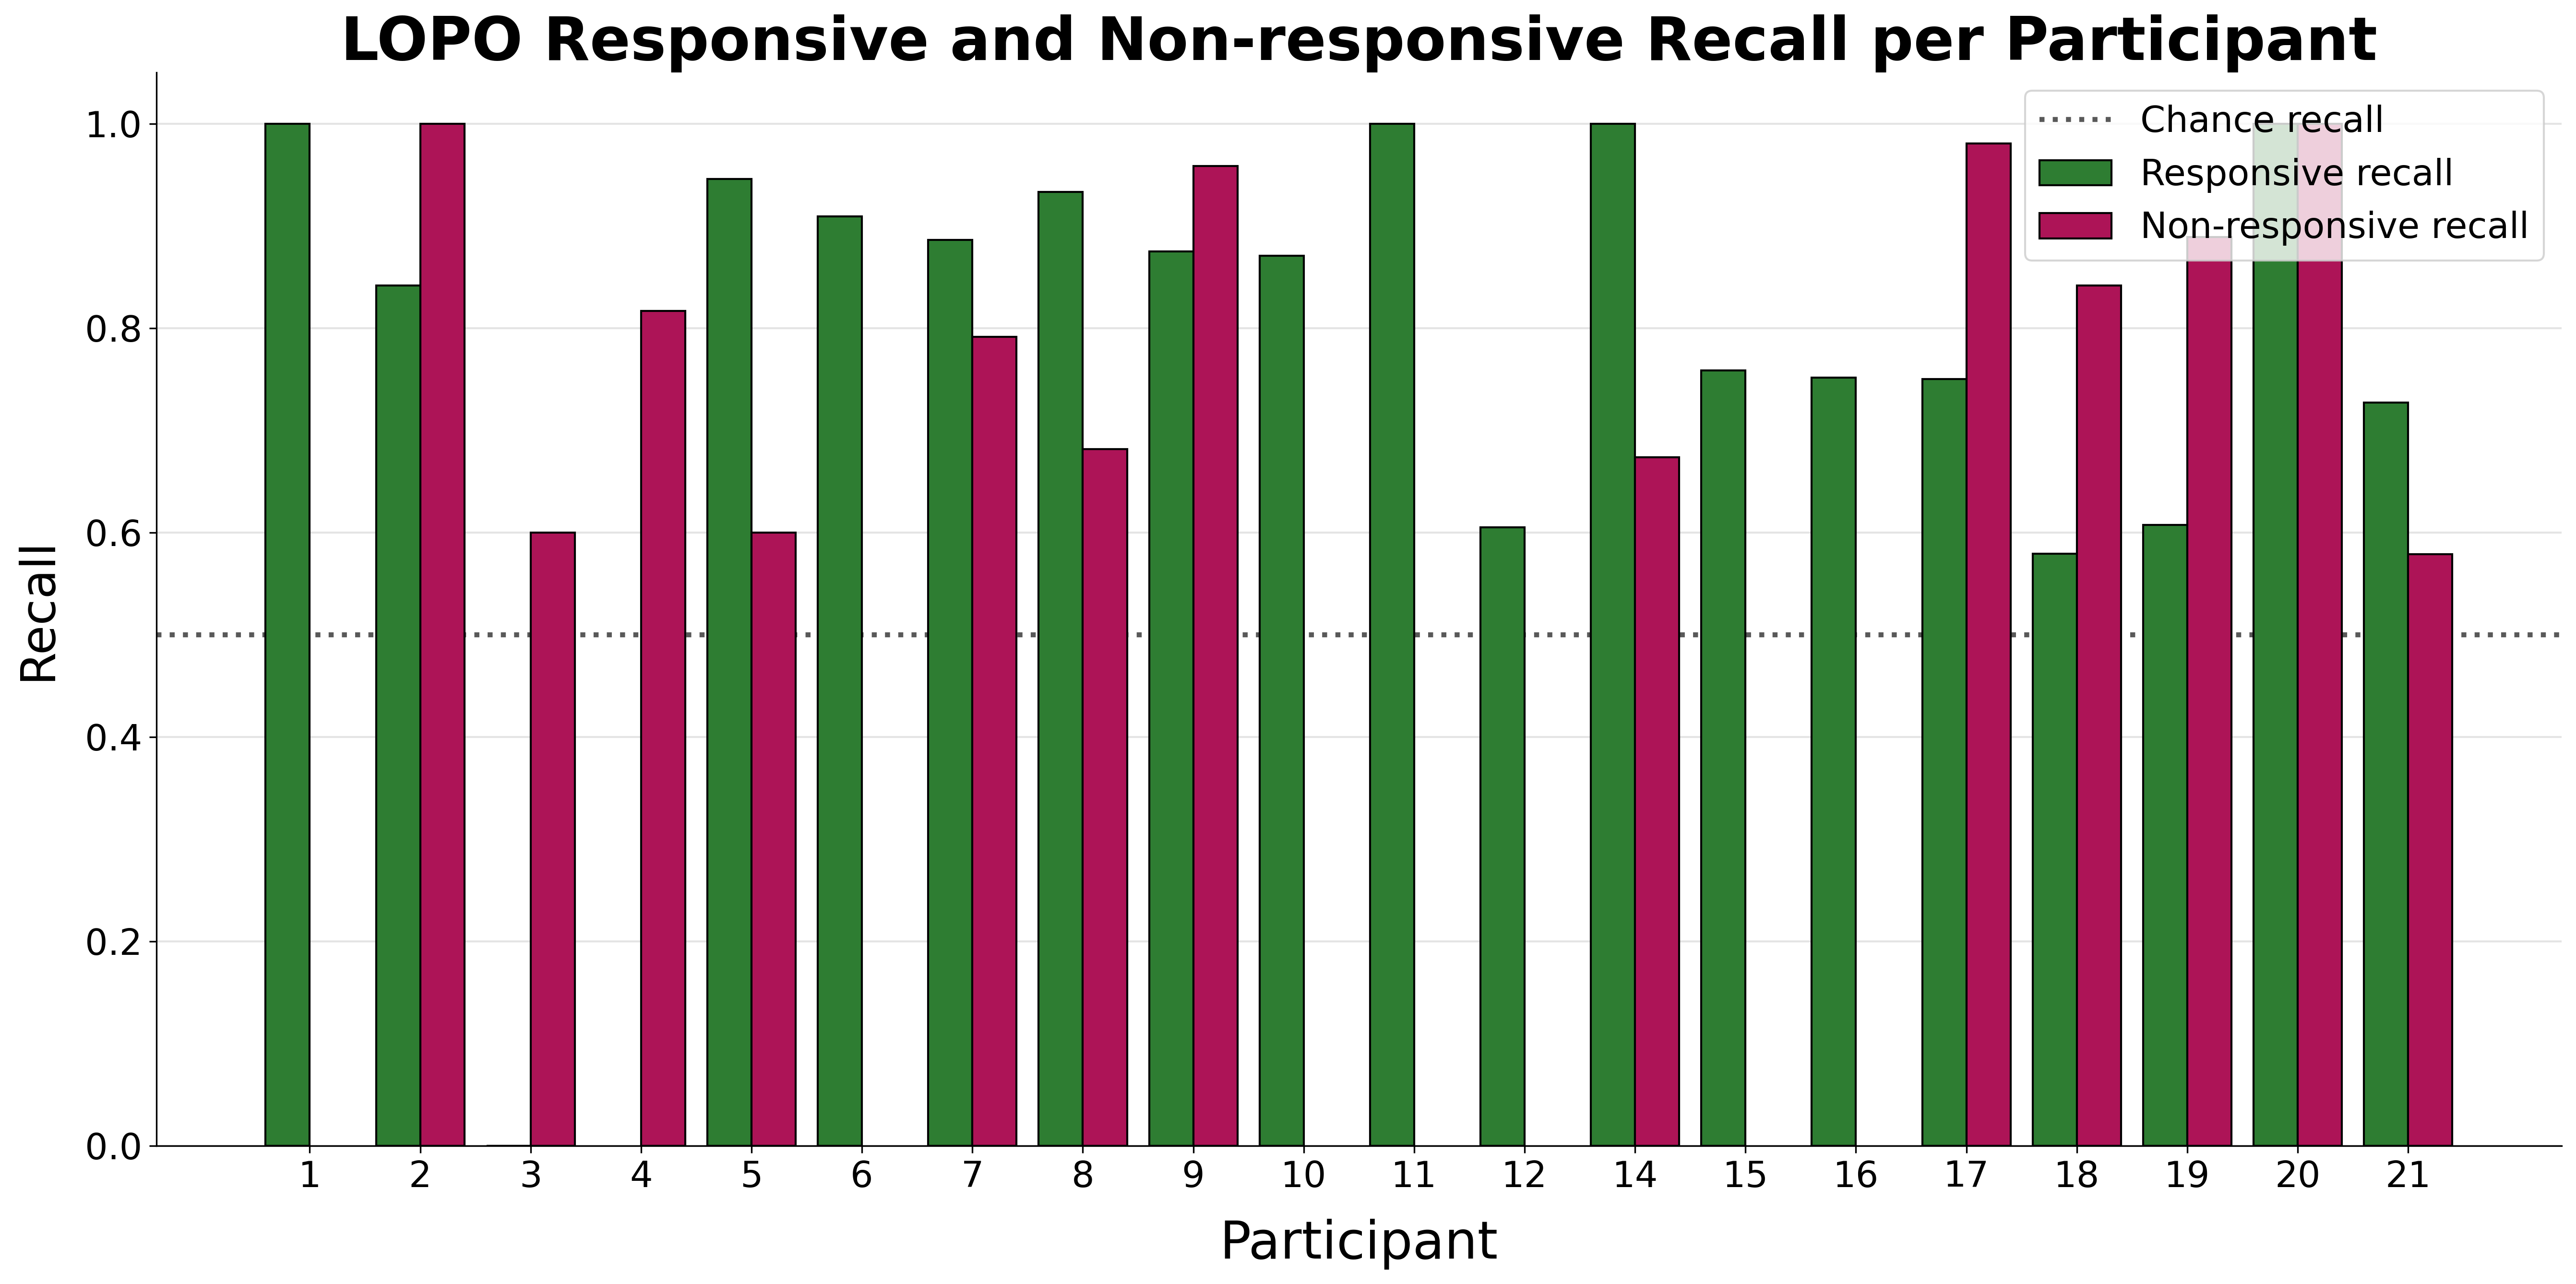 LOPO Responsive and Non-responsive Recall per Participant
Chance recall
Responsive recall
Non-responsive recall
Recall
1.0
0.8
0.6
0.4
0.2
0.0
1 2 3 4 5 6 7 8 9 10 11 12 14 15 16 17 18 19 20 21
Participant